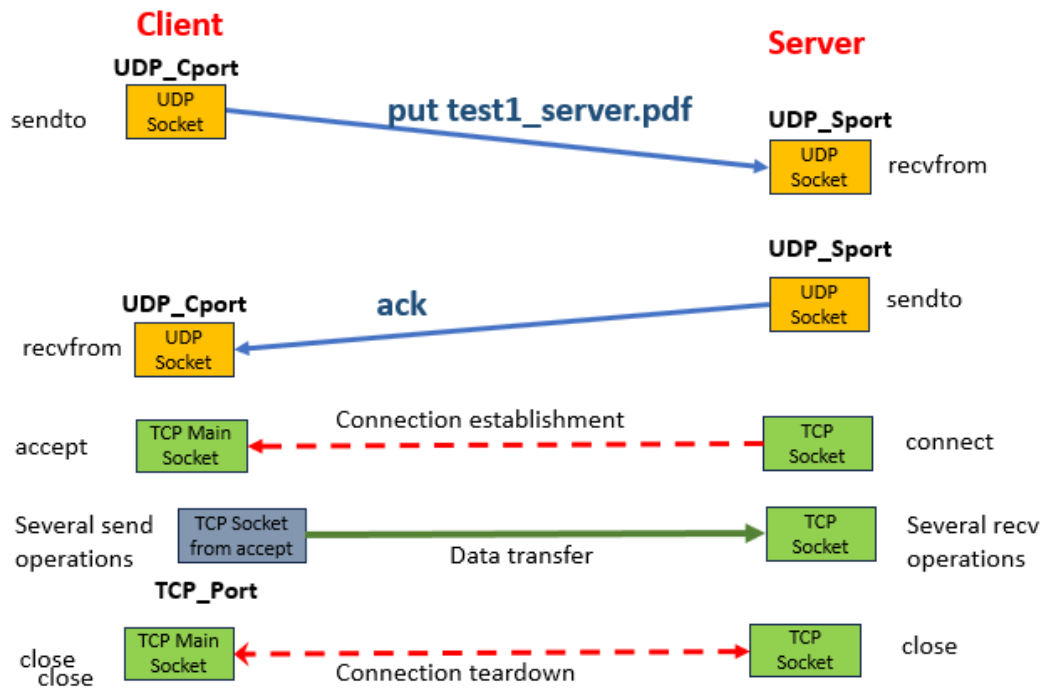 Client
Server
UDP_Cport
UDP
Socket
sendto
put test1_server.pdf
UDP_Sport
UDP
Socket
recvfrom
UDP_Sport
UDP
Socket
sendto
UDP_Cport
ack
UDP
Socket
recvfrom
Connection establishment
accept
TCP Main
Socket
TCP
Socket
connect
Several send
operations
TCP Socket
from accept
Data transfer
TCP
Socket
Several recv
operations
TCP_Port
TCP Main
Socket
close
close
Connection teardown
TCP
Socket
close